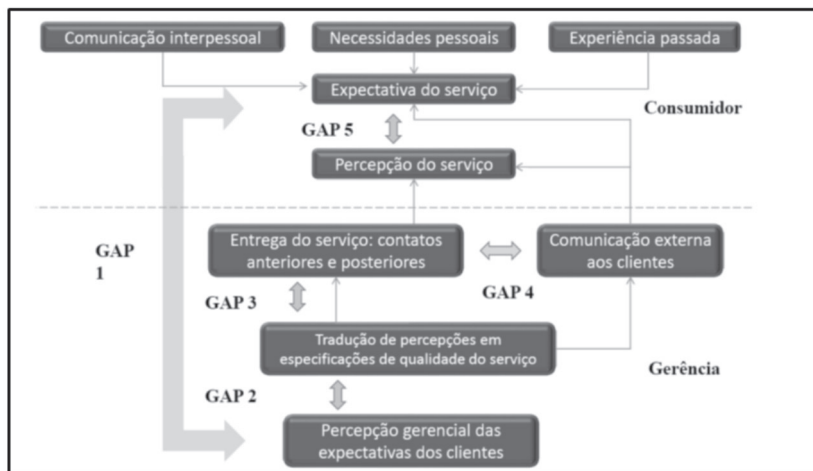 Comunicação interpessoal
Necessidades pessoais
Experiência passada
Expectativa do serviço
Consumidor
GAP 5
Percepção do serviço
GAP
1
Entrega do serviço: contatos
anteriores e posteriores
Comunicação externa
aos clientes
GAP 4
GAP 3
Tradução de percepções em
especificações de qualidade do serviço
Gerência
GAP 2
Percepção gerencial das
expectativas dos clientes